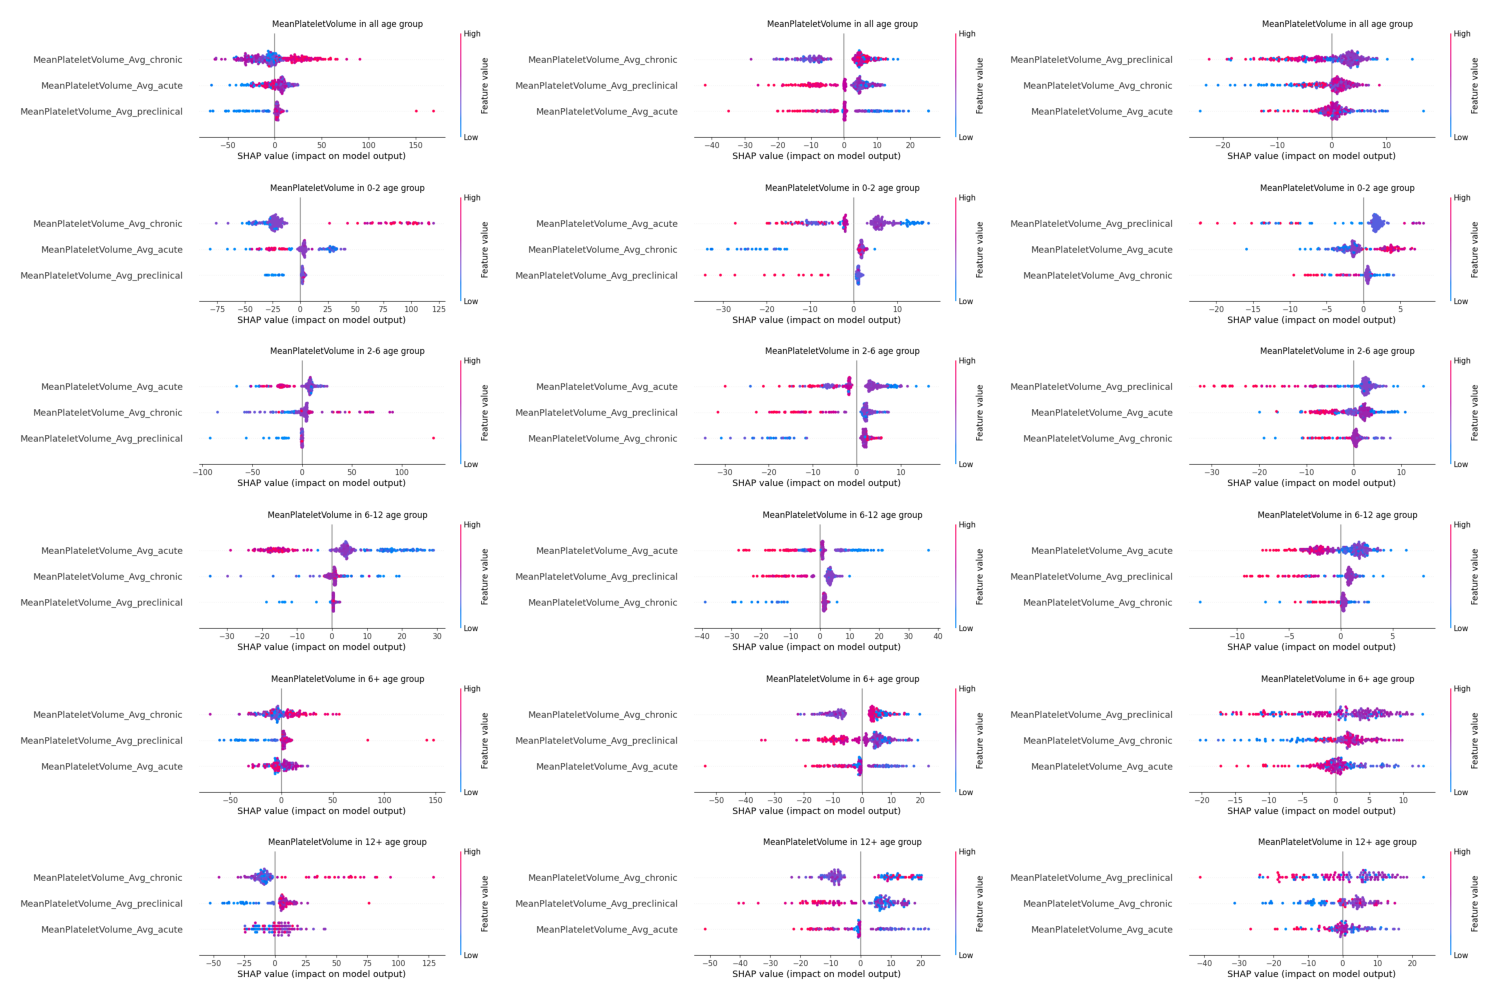 MeanPlateletVolume in all age group
High
MeanPlateletVolume_Avg_chronic
MeanPlateletVolume_Avg_acute
MeanPlateletVolume_Avg_preclinical
Feature value
Low
−50 0 50 100 150
SHAP value (impact on model output)
MeanPlateletVolume in all age group
High
MeanPlateletVolume_Avg_chronic
MeanPlateletVolume_Avg_preclinical
MeanPlateletVolume_Avg_acute
Feature value
Low
−40 −30 −20 −10 0 10 20
SHAP value (impact on model output)
MeanPlateletVolume in all age group
High
MeanPlateletVolume_Avg_preclinical
MeanPlateletVolume_Avg_chronic
MeanPlateletVolume_Avg_acute
Feature value
Low
−20 −10 0 10
SHAP value (impact on model output)
MeanPlateletVolume in 0-2 age group
High
MeanPlateletVolume_Avg_chronic
MeanPlateletVolume_Avg_acute
MeanPlateletVolume_Avg_preclinical
Feature value
Low
−75 −50 −25 0 25 50 75 100 125
SHAP value (impact on model output)
MeanPlateletVolume in 0-2 age group
High
MeanPlateletVolume_Avg_acute
MeanPlateletVolume_Avg_chronic
MeanPlateletVolume_Avg_preclinical
Feature value
Low
−30 −20 −10 0 10
SHAP value (impact on model output)
MeanPlateletVolume in 0-2 age group
High
MeanPlateletVolume_Avg_preclinical
MeanPlateletVolume_Avg_acute
MeanPlateletVolume_Avg_chronic
Feature value
Low
−20 −15 −10 −5 0 5
SHAP value (impact on model output)
MeanPlateletVolume in 2-6 age group
High
MeanPlateletVolume_Avg_acute
MeanPlateletVolume_Avg_chronic
MeanPlateletVolume_Avg_preclinical
Feature value
Low
−100 −50 0 50 100
SHAP value (impact on model output)
MeanPlateletVolume in 2-6 age group
High
MeanPlateletVolume_Avg_acute
MeanPlateletVolume_Avg_preclinical
MeanPlateletVolume_Avg_chronic
Feature value
Low
−30 −20 −10 0 10
SHAP value (impact on model output)
MeanPlateletVolume in 2-6 age group
High
MeanPlateletVolume_Avg_preclinical
MeanPlateletVolume_Avg_acute
MeanPlateletVolume_Avg_chronic
Feature value
Low
−30 −20 −10 0 10
SHAP value (impact on model output)
MeanPlateletVolume in 6-12 age group
High
MeanPlateletVolume_Avg_acute
MeanPlateletVolume_Avg_chronic
MeanPlateletVolume_Avg_preclinical
Feature value
Low
−30 −20 −10 0 10 20 30
SHAP value (impact on model output)
MeanPlateletVolume in 6-12 age group
High
MeanPlateletVolume_Avg_acute
MeanPlateletVolume_Avg_preclinical
MeanPlateletVolume_Avg_chronic
Feature value
Low
−40 −30 −20 −10 0 10 20 30 40
SHAP value (impact on model output)
MeanPlateletVolume in 6-12 age group
High
MeanPlateletVolume_Avg_acute
MeanPlateletVolume_Avg_preclinical
MeanPlateletVolume_Avg_chronic
Feature value
Low
−10 −5 0 5
SHAP value (impact on model output)
MeanPlateletVolume in 6+ age group
High
MeanPlateletVolume_Avg_chronic
MeanPlateletVolume_Avg_preclinical
MeanPlateletVolume_Avg_acute
Feature value
Low
−50 0 50 100 150
SHAP value (impact on model output)
MeanPlateletVolume in 6+ age group
High
MeanPlateletVolume_Avg_chronic
MeanPlateletVolume_Avg_preclinical
MeanPlateletVolume_Avg_acute
Feature value
Low
−50 −40 −30 −20 −10 0 10 20
SHAP value (impact on model output)
MeanPlateletVolume in 6+ age group
High
MeanPlateletVolume_Avg_preclinical
MeanPlateletVolume_Avg_chronic
MeanPlateletVolume_Avg_acute
Feature value
Low
−20 −15 −10 −5 0 5 10
SHAP value (impact on model output)
MeanPlateletVolume in 12+ age group
High
MeanPlateletVolume_Avg_chronic
MeanPlateletVolume_Avg_preclinical
MeanPlateletVolume_Avg_acute
Feature value
Low
−50 −25 0 25 50 75 100 125
SHAP value (impact on model output)
MeanPlateletVolume in 12+ age group
High
MeanPlateletVolume_Avg_chronic
MeanPlateletVolume_Avg_preclinical
MeanPlateletVolume_Avg_acute
Feature value
Low
−50 −40 −30 −20 −10 0 10 20
SHAP value (impact on model output)
MeanPlateletVolume in 12+ age group
High
MeanPlateletVolume_Avg_preclinical
MeanPlateletVolume_Avg_chronic
MeanPlateletVolume_Avg_acute
Feature value
Low
−40 −30 −20 −10 0 10 20
SHAP value (impact on model output)